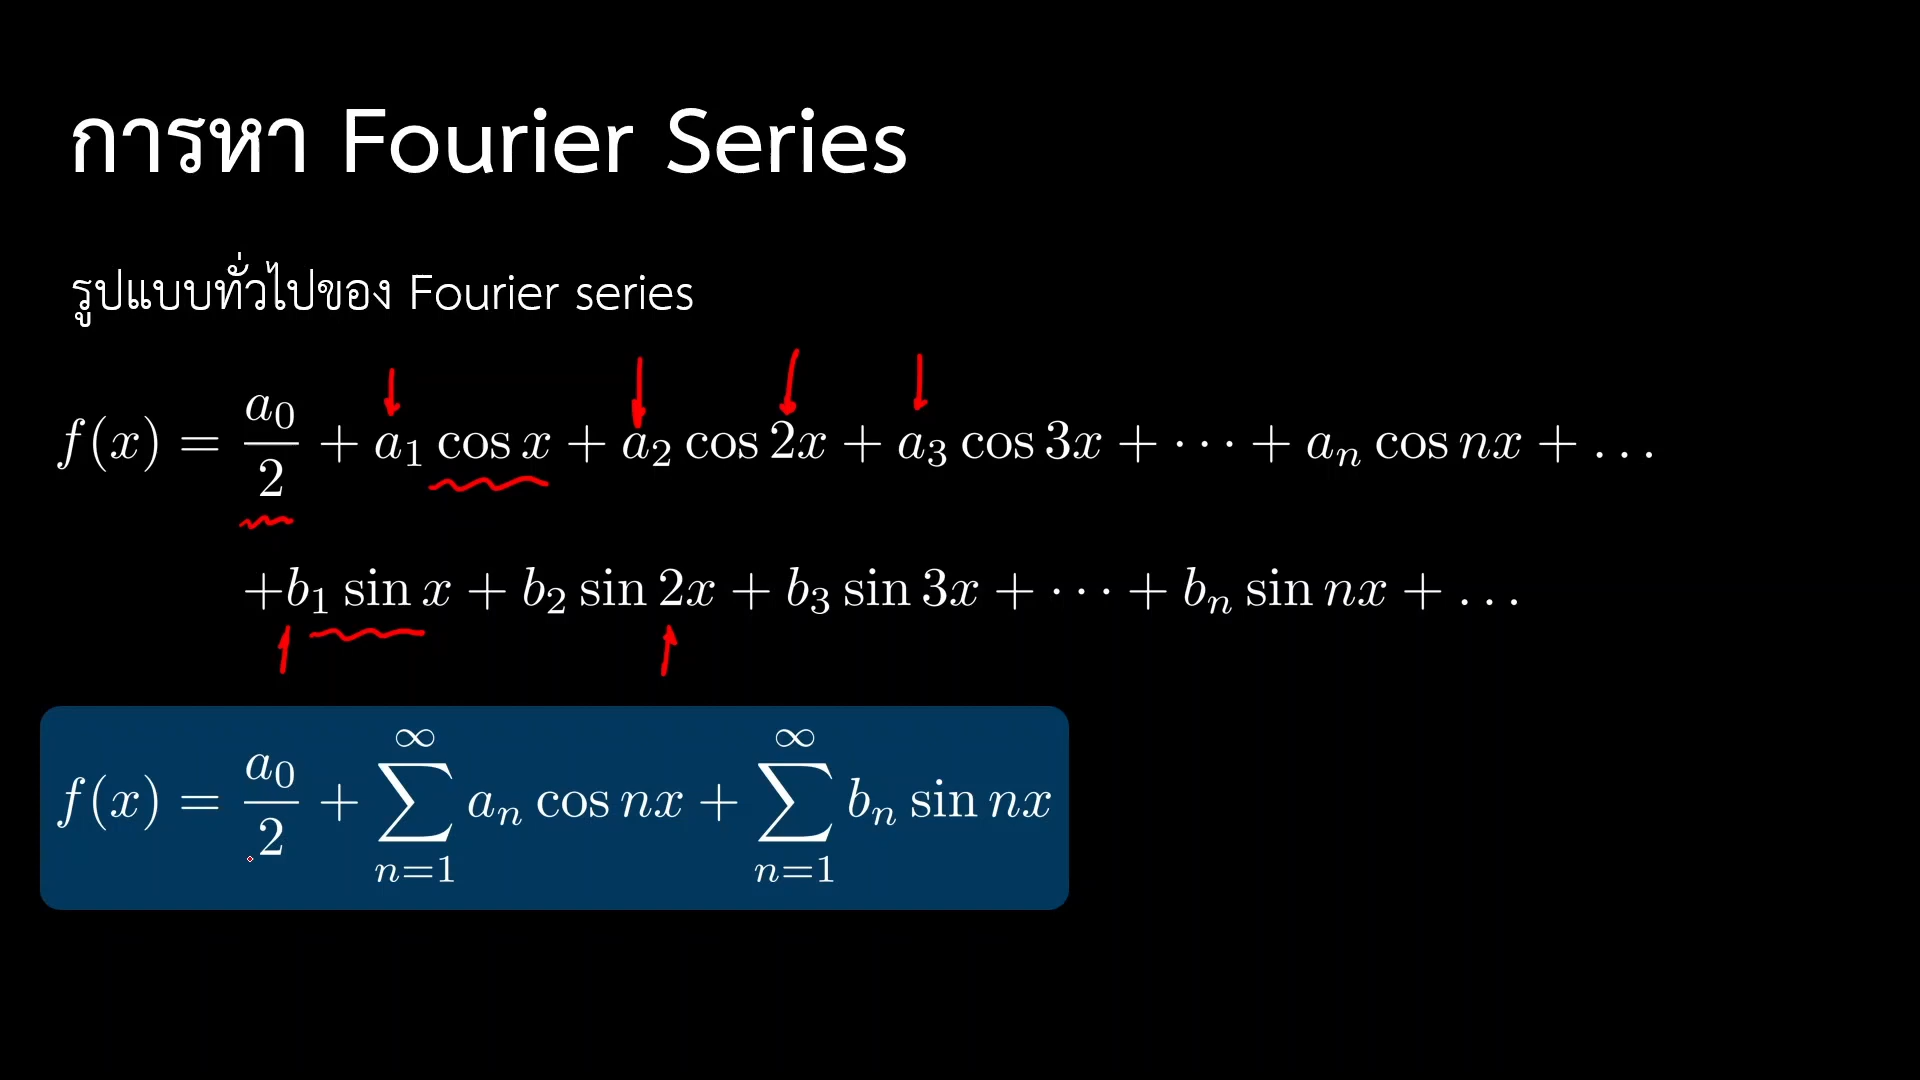 การหา Fourier Series
รูปแบบทั่วไปของ Fourier series
f(x) = a₀/2 + a₁ cos x + a₂ cos 2x + a₃ cos 3x + ⋯ + aₙ cos nx + …
+b₁ sin x + b₂ sin 2x + b₃ sin 3x + ⋯ + bₙ sin nx + …
f(x) = a₀/2 + ∑_{n=1}^{∞} aₙ cos nx + ∑_{n=1}^{∞} bₙ sin nx